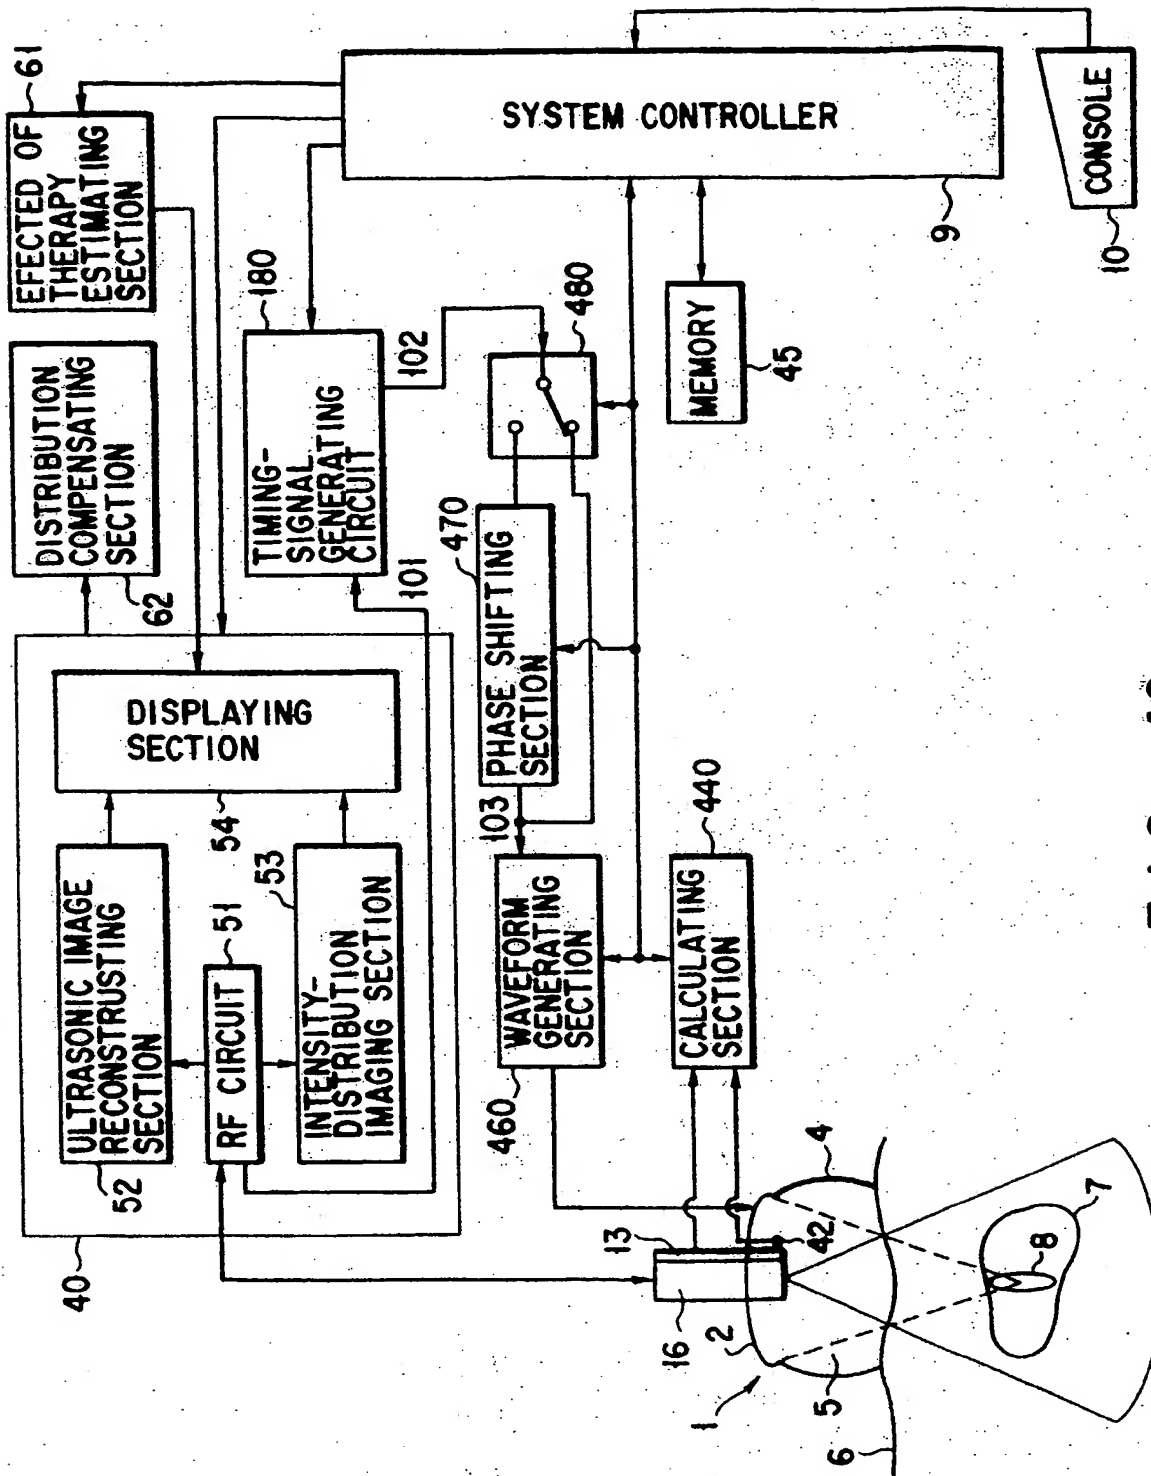 EFECTED OF
THERAPY
ESTIMATING
SECTION
61
DISTRIBUTION
COMPENSATING
SECTION
62
DISPLAYING
SECTION
54
ULTRASONIC IMAGE
RECONSTRUSTING
SECTION
52
RF CIRCUIT
51
INTENSITY-
DISTRIBUTION
IMAGING SECTION
53
40
TIMING-
SIGNAL
GENERATING
CIRCUIT
180
101
102
SYSTEM CONTROLLER
9
CONSOLE
10
480
PHASE SHIFTING
SECTION
470
103
WAVEFORM
GENERATING
SECTION
460
CALCULATING
SECTION
440
MEMORY
45
13
16
2
1
5
6
4
42
7
8